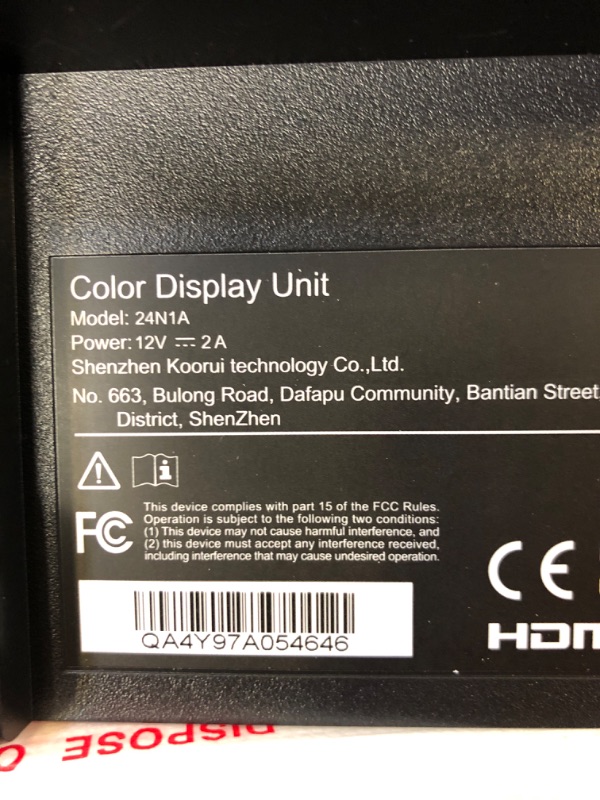 Color Display Unit
Model: 24N1A
Power: 12V ⎓ 2A
Shenzhen Koorui technology Co.,Ltd.
No. 663, Bulong Road, Dafapu Community, Bantian Street
District, ShenZhen
This device complies with part 15 of the FCC Rules.
Operation is subject to the following two conditions:
(1) This device may not cause harmful interference, and
(2) this device must accept any interference received,
including interference that may cause undesired operation.
FC
CE
HDM
QA4Y97A054646
DISPOSE O